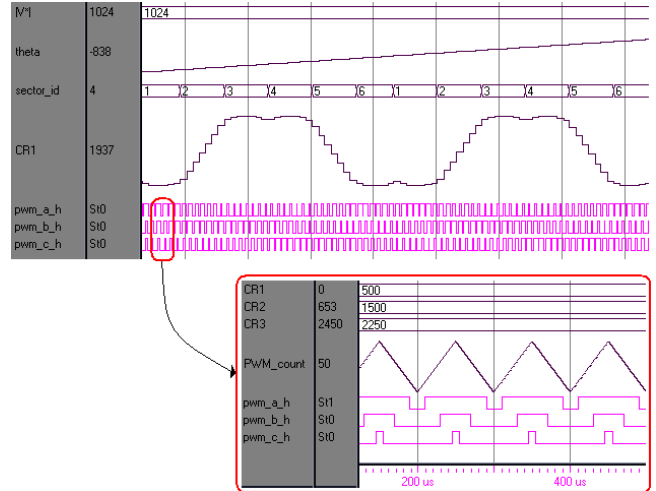 |V*| 1024 1024
theta -838
sector_id 4 1 2 3 4 5 6 1 2 3 4 5 6
CR1 1937
pwm_a_h St0
pwm_b_h St0
pwm_c_h St0
CR1 0 500
CR2 653 1500
CR3 2450 2250
PWM_count 50
pwm_a_h St1
pwm_b_h St0
pwm_c_h St0
200 us 400 us